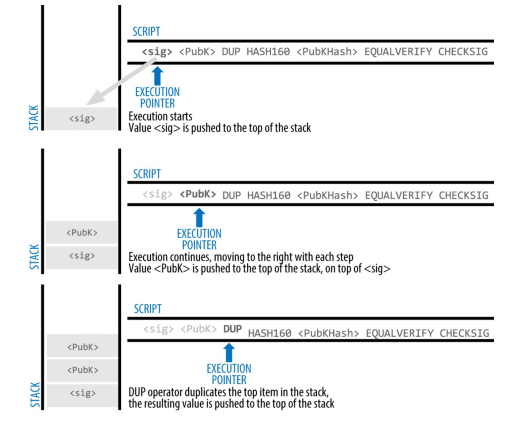 SCRIPT
<sig> <PubK> DUP HASH160 <PubKHash> EQUALVERIFY CHECKSIG
EXECUTION
POINTER
STACK
<sig>
Execution starts
Value <sig> is pushed to the top of the stack
SCRIPT
<sig> <PubK> DUP HASH160 <PubKHash> EQUALVERIFY CHECKSIG
EXECUTION
POINTER
STACK
<PubK>
<sig>
Execution continues, moving to the right with each step
Value <PubK> is pushed to the top of the stack, on top of <sig>
SCRIPT
<sig> <PubK> DUP HASH160 <PubKHash> EQUALVERIFY CHECKSIG
EXECUTION
POINTER
STACK
<PubK>
<PubK>
<sig>
DUP operator duplicates the top item in the stack,
the resulting value is pushed to the top of the stack